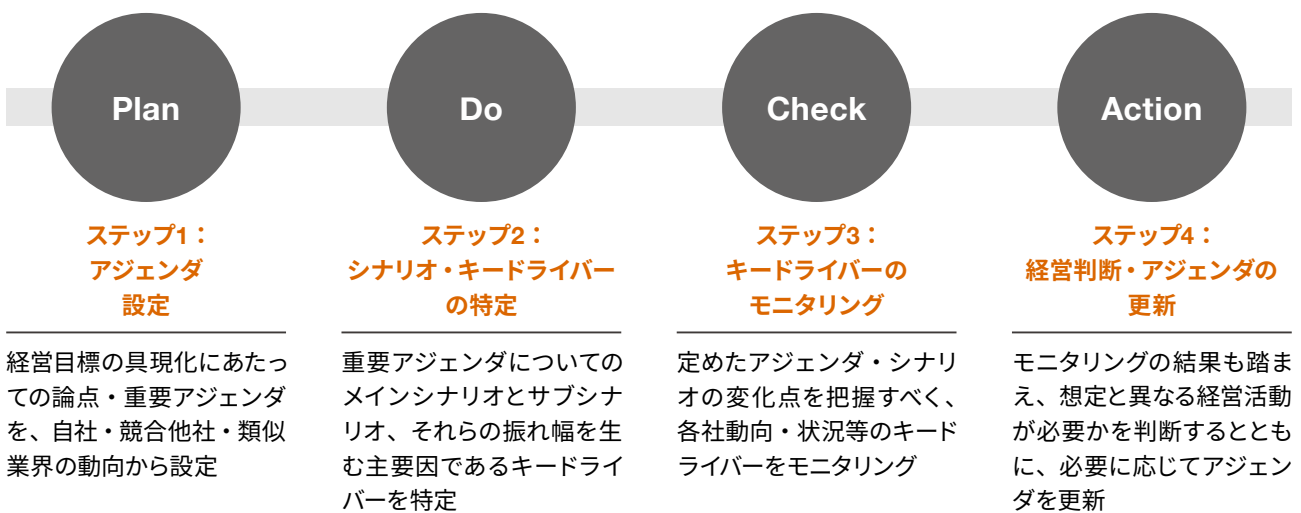 Plan
ステップ1：
アジェンダ
設定
経営目標の具現化にあたっ
ての論点・重要アジェンダ
を、自社・競合他社・類似
業界の動向から設定
Do
ステップ2：
シナリオ・キードライバー
の特定
重要アジェンダについての
メインシナリオとサブシナ
リオ、それらの振れ幅を生
む主要因であるキードライ
バーを特定
Check
ステップ3：
キードライバーの
モニタリング
定めたアジェンダ・シナリ
オの変化点を把握すべく、
各社動向・状況等のキード
ライバーをモニタリング
Action
ステップ4：
経営判断・アジェンダの
更新
モニタリングの結果も踏ま
え、想定と異なる経営活動
が必要かを判断するととも
に、必要に応じてアジェン
ダを更新